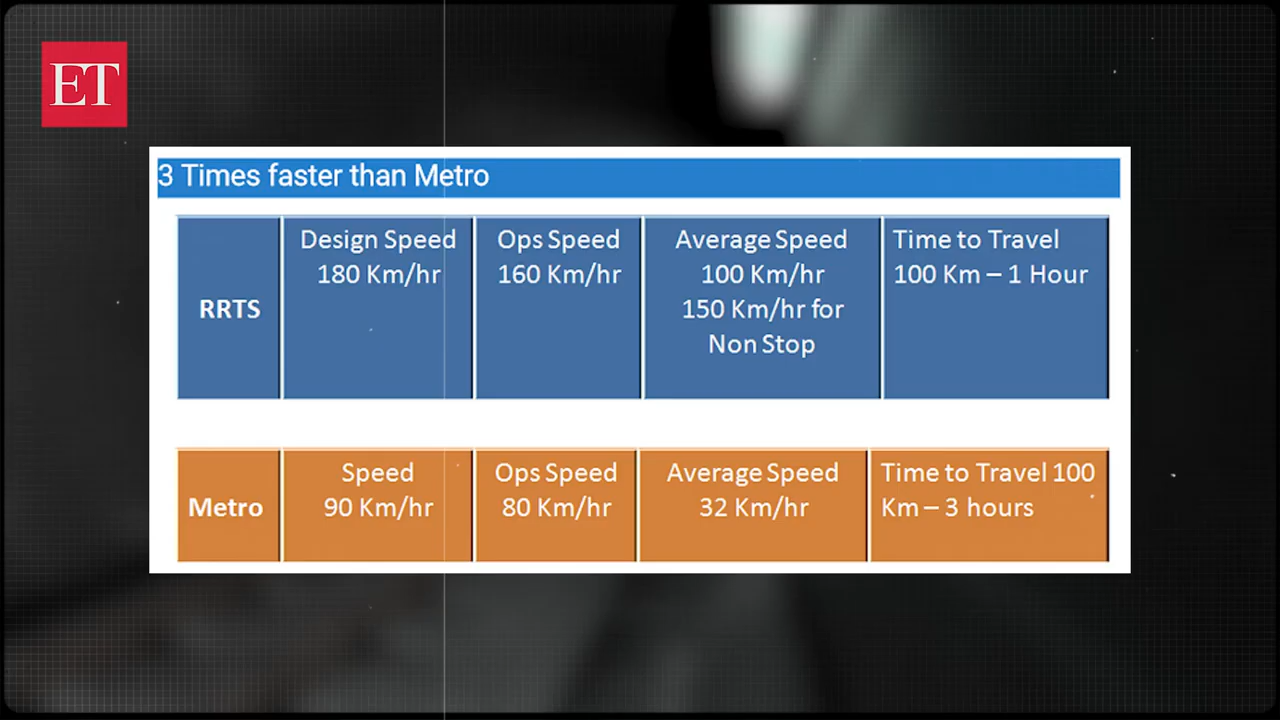 ET
3 Times faster than Metro
RRTS
Design Speed
180 Km/hr
Ops Speed
160 Km/hr
Average Speed
100 Km/hr
150 Km/hr for
Non Stop
Time to Travel
100 Km – 1 Hour
Metro
Speed
90 Km/hr
Ops Speed
80 Km/hr
Average Speed
32 Km/hr
Time to Travel 100
Km – 3 hours